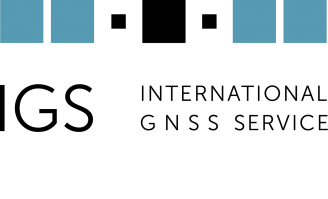 IGS
INTERNATIONAL
GNSS SERVICE